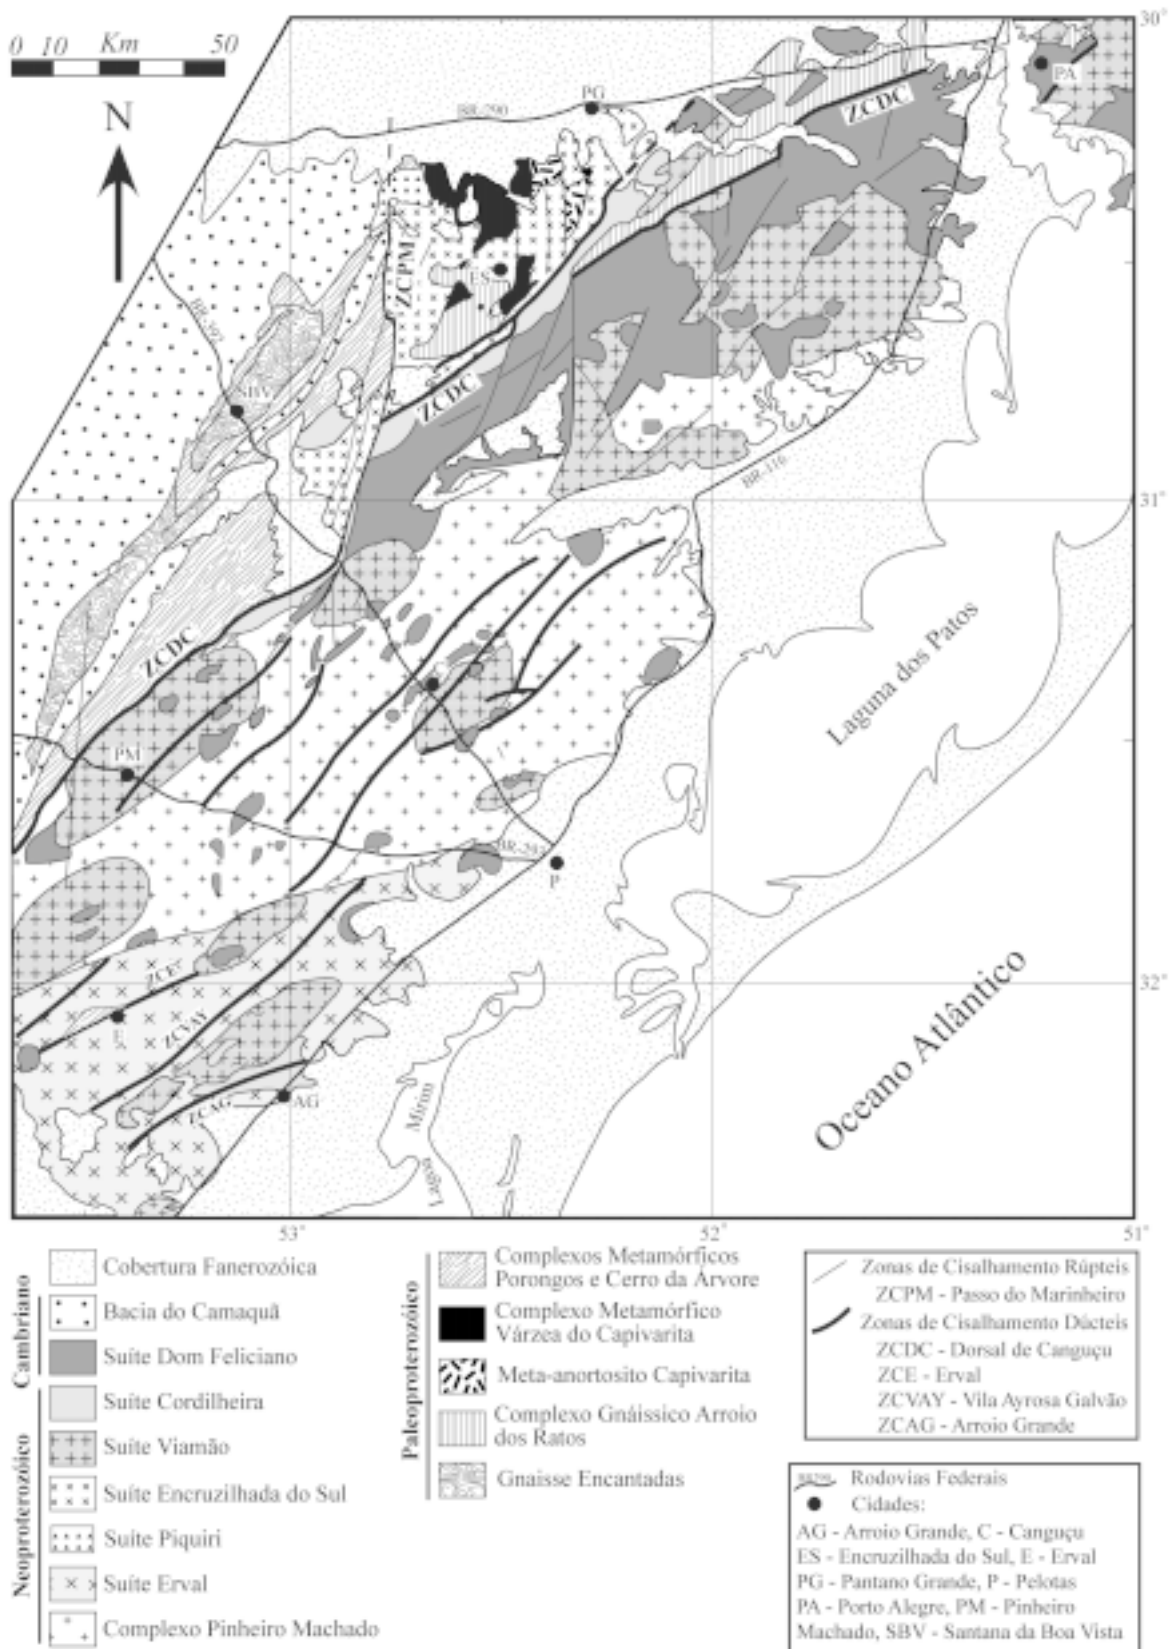 0 10 Km 50
30°
N
BR-290
PG
PA
ZCDC
ZCPM
ES
SBV
ZCDC
BR-116
31°
ZCDC
Laguna dos Patos
C
PM
BR-293
P
32°
ZCE
E
ZCVAY
ZCAG
AG
Mirim
Lagoa
Oceano Atlântico
53°
52°
51°
Cobertura Fanerozóica
Cambriano
Bacia do Camaquã
Suíte Dom Feliciano
Neoproterozóico
Suíte Cordilheira
Suíte Viamão
Suíte Encruzilhada do Sul
Suíte Piquiri
Suíte Erval
Complexo Pinheiro Machado
Paleoproterozóico
Complexos Metamórficos
Porongos e Cerro da Árvore
Complexo Metamórfico
Várzea do Capivarita
Meta-anortosito Capivarita
Complexo Gnáissico Arroio
dos Ratos
Gnaisse Encantadas
Zonas de Cisalhamento Rúpteis
ZCPM - Passo do Marinheiro
Zonas de Cisalhamento Dúcteis
ZCDC - Dorsal de Canguçu
ZCE - Erval
ZCVAY - Vila Ayrosa Galvão
ZCAG - Arroio Grande
BR290 Rodovias Federais
Cidades:
AG - Arroio Grande, C - Canguçu
ES - Encruzilhada do Sul, E - Erval
PG - Pantano Grande, P - Pelotas
PA - Porto Alegre, PM - Pinheiro
Machado, SBV - Santana da Boa Vista